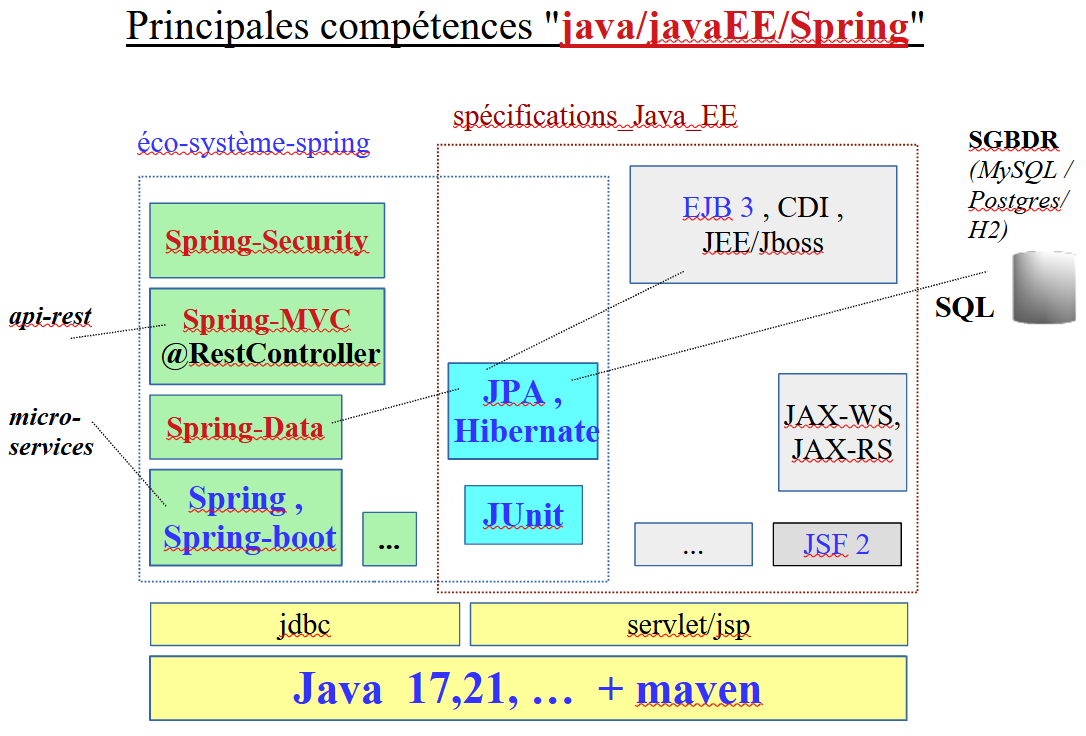 Principales compétences "java/javaEE/Spring"
spécifications_Java_EE
éco-système-spring
SGBDR
(MySQL /
Postgres/
H2)
SQL
EJB 3 , CDI ,
JEE/Jboss
Spring-Security
api-rest
Spring-MVC
@RestController
micro-
services
Spring-Data
JPA ,
Hibernate
JAX-WS,
JAX-RS
Spring ,
Spring-boot
...
JUnit
...
JSF 2
jdbc
servlet/jsp
Java 17,21, … + maven